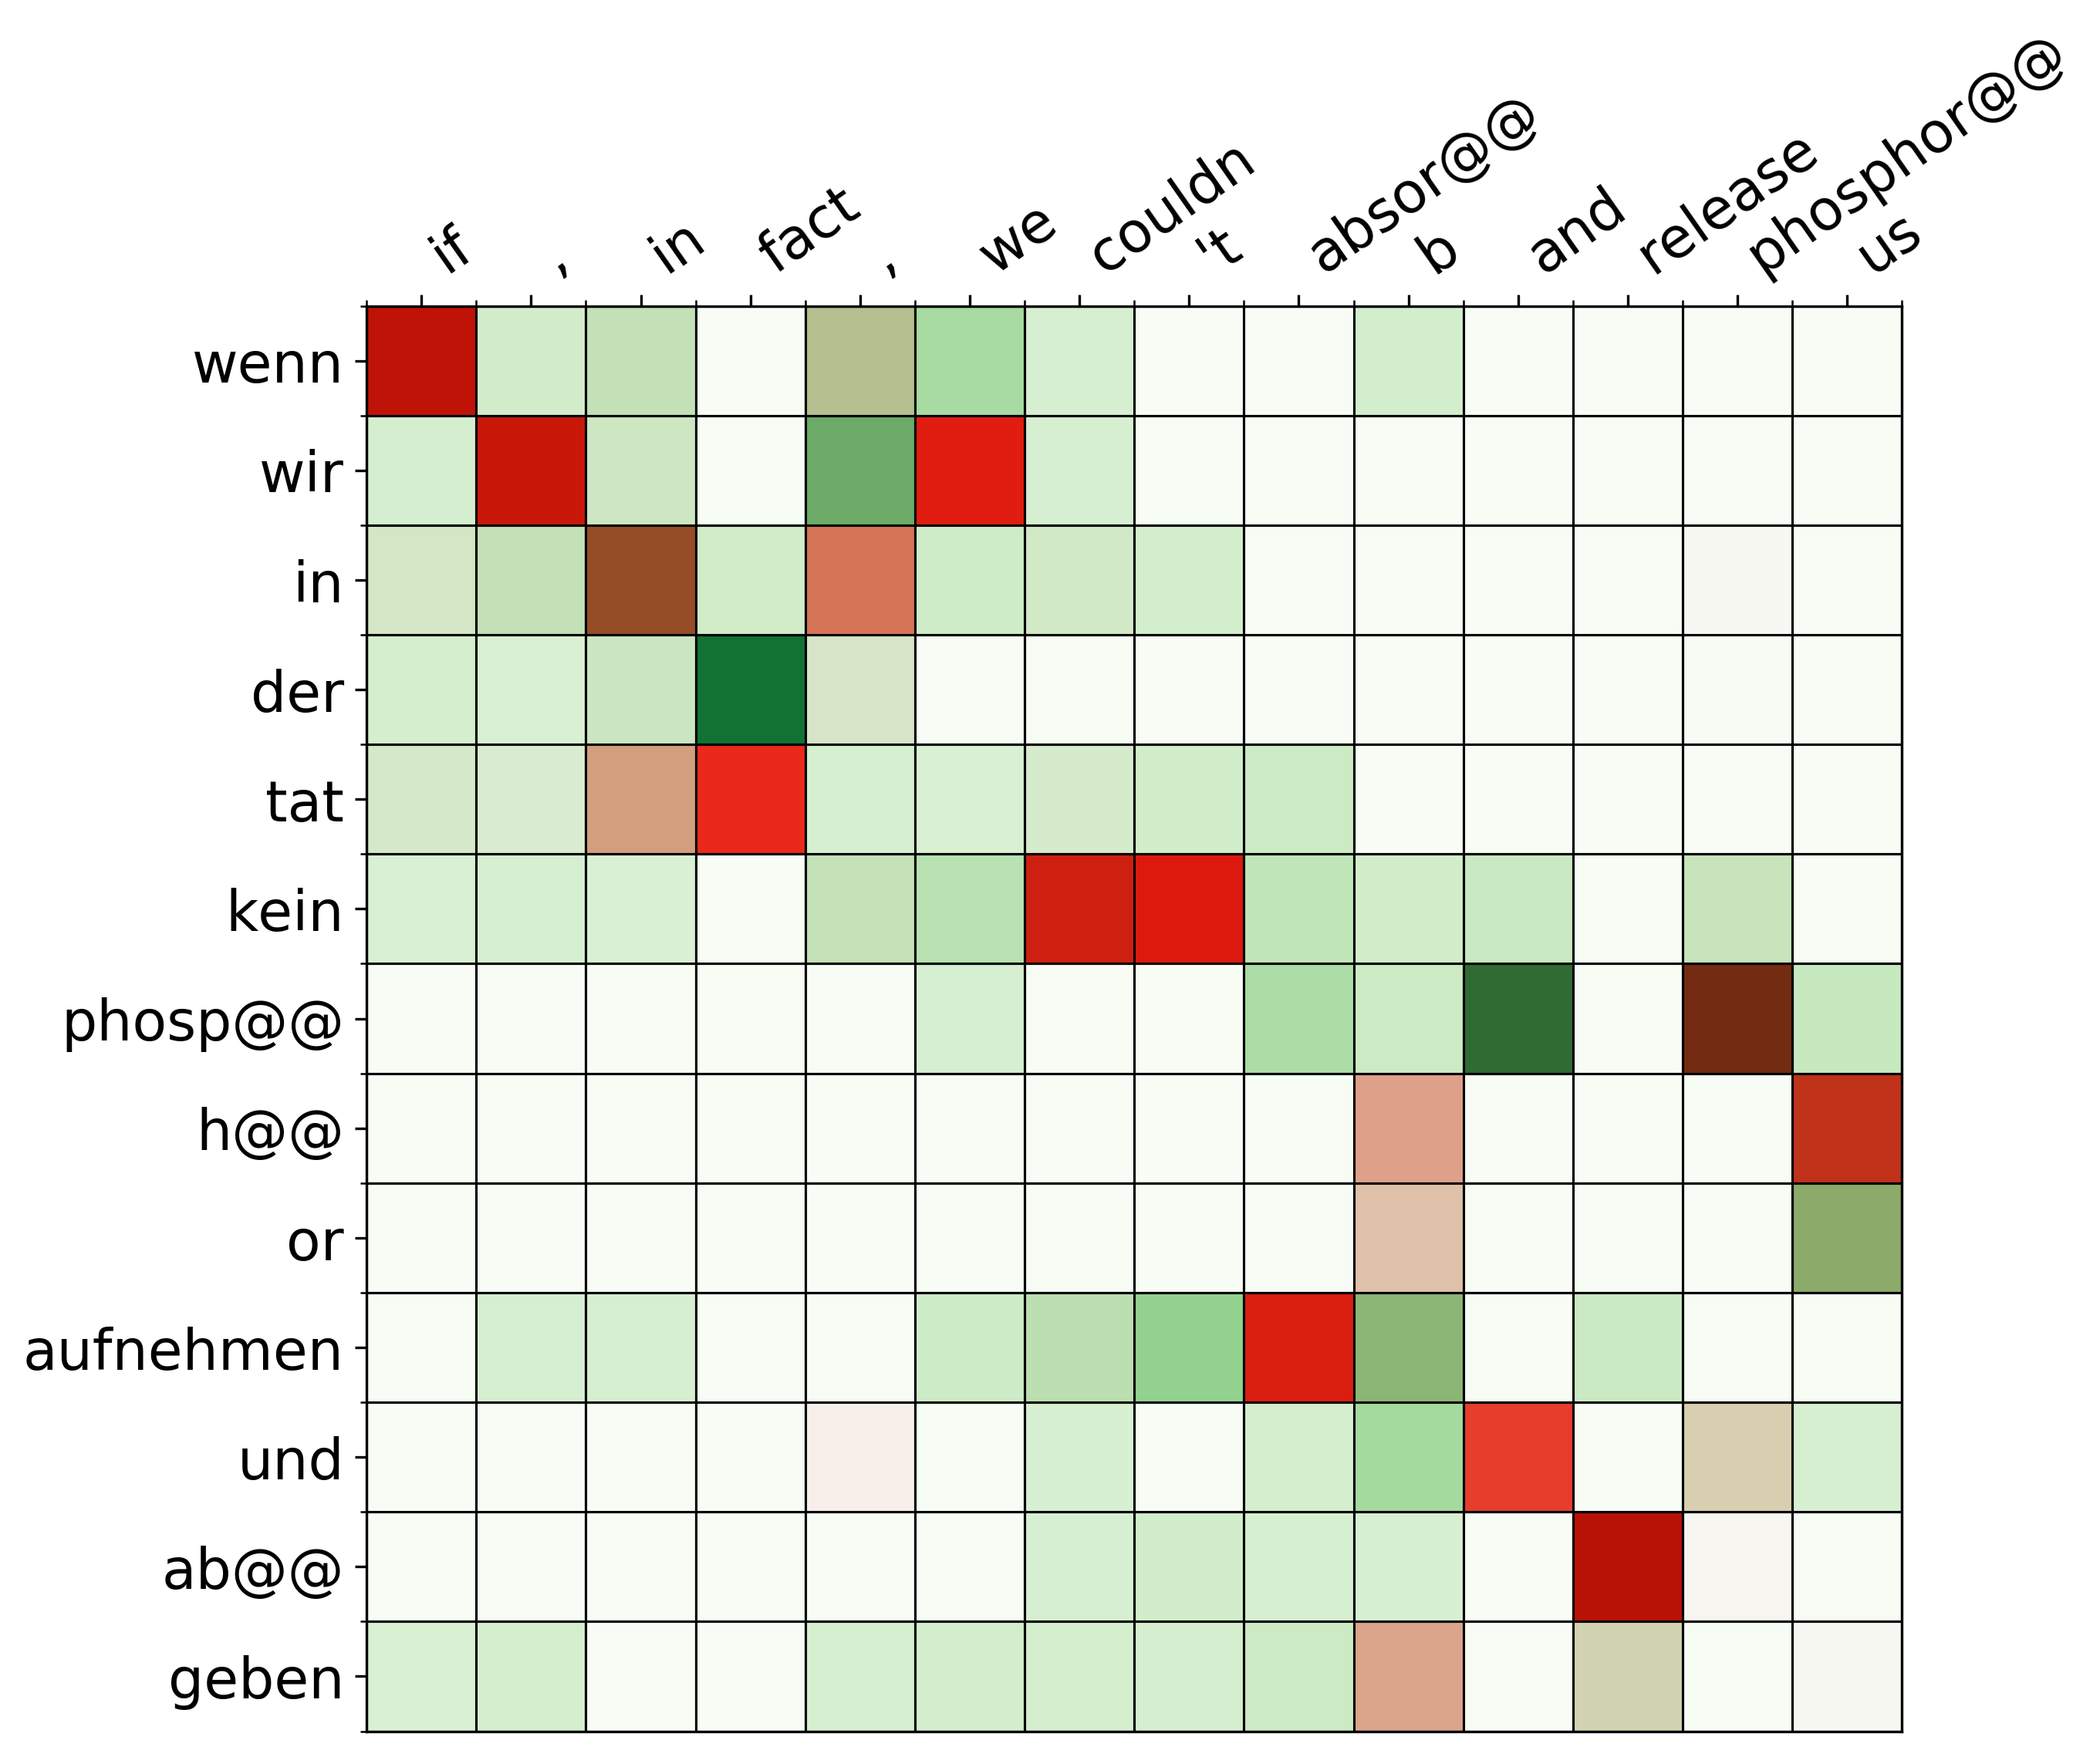 if , in fact , we couldn 't absor@@ b and release phosphor@@ us
wenn
wir
in
der
tat
kein
phosp@@
h@@
or
aufnehmen
und
ab@@
geben